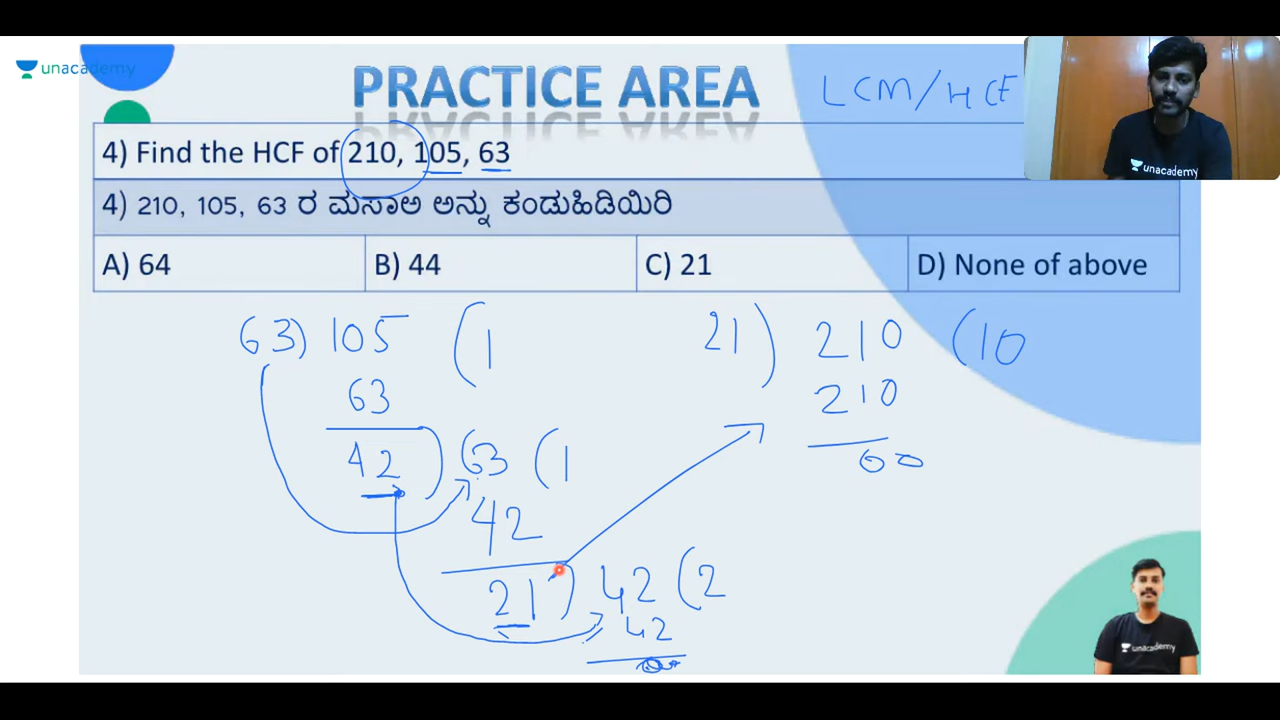 unacademy
PRACTICE AREA
LCM/HCF
unacademy
4) Find the HCF of 210, 105, 63
4) 210, 105, 63 ರ ಮಸಾಅ ಅನ್ನು ಕಂಡುಹಿಡಿಯಿರಿ
A) 64 B) 44 C) 21 D) None of above
63) 105 (1
63
42) 63 (1
42
21) 42 (2
42
21) 210 (10
210
00
unacademy